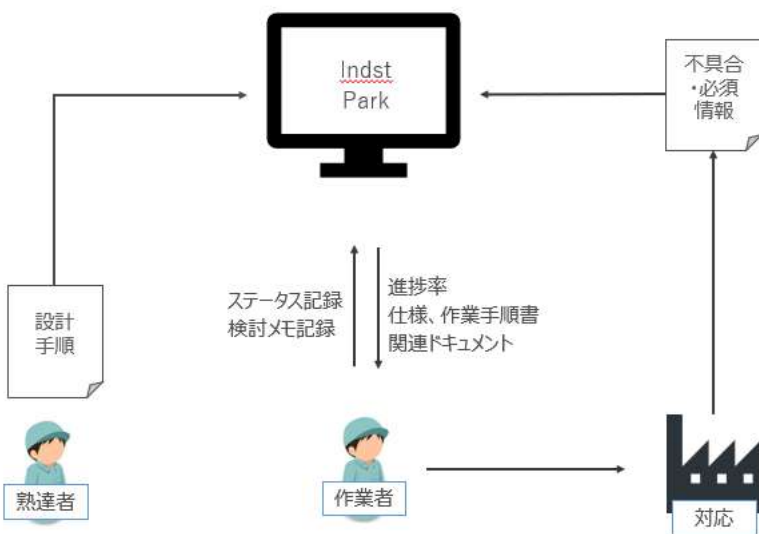 Indst
Park
不具合
・必須
情報
設計
手順
ステータス記録
検討メモ記録
進捗率
仕様、作業手順書
関連ドキュメント
熟達者
作業者
対応